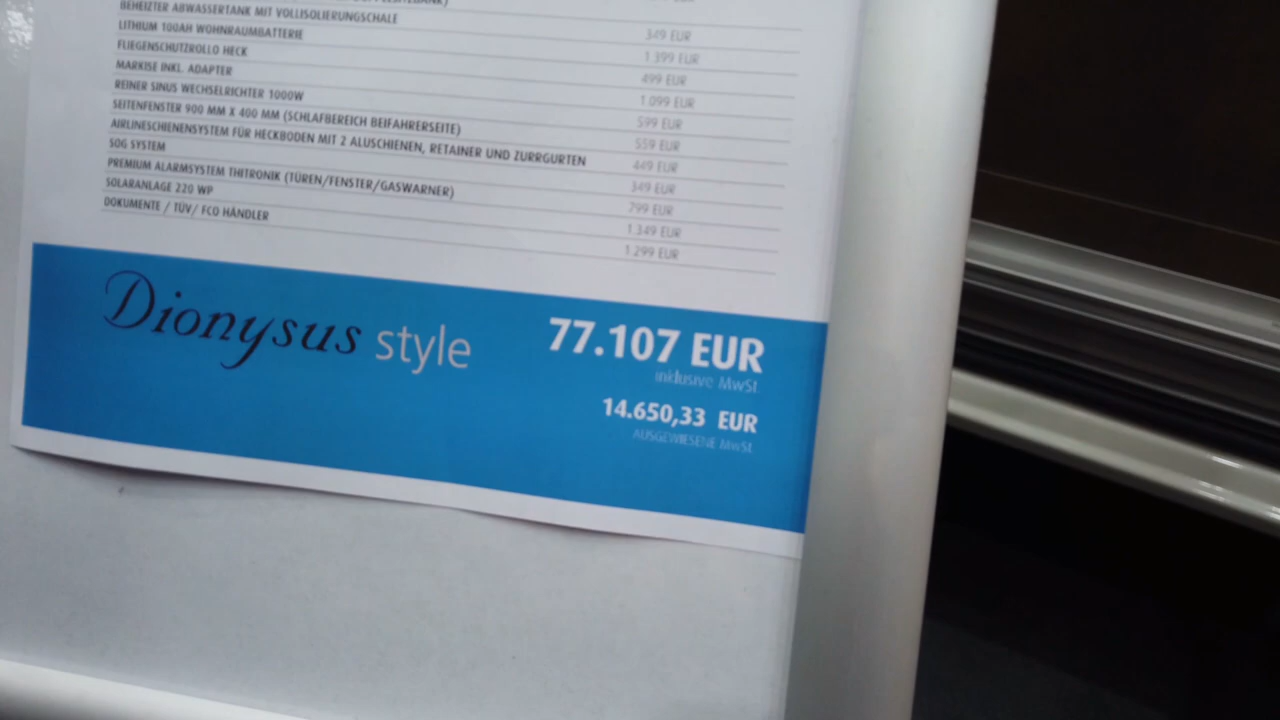 BEHEIZTER ABWASSERTANK MIT VOLLISOLIERUNGSCHALE 349 EUR
LITHIUM 100AH WOHNRAUMBATTERIE 1.399 EUR
FLIEGENSCHUTZROLLO HECK 499 EUR
MARKISE INKL. ADAPTER 1.099 EUR
REINER SINUS WECHSELRICHTER 1000W 599 EUR
SEITENFENSTER 900 MM X 400 MM (SCHLAFBEREICH BEIFAHRERSEITE) EUR
AIRLINESCHIENENSYSTEM FÜR HECKBODEN MIT 2 ALUSCHIENEN, RETAINER UND ZURRGURTEN 449 EUR
SOG SYSTEM 349 EUR
PREMIUM ALARMSYSTEM THITRONIK (TÜREN/FENSTER/GASWARNER) 799 EUR
SOLARANLAGE 220 WP 1.349 EUR
DOKUMENTE / TÜV/ FCO HÄNDLER 1.299 EUR
Dionysus style 77.107 EUR
inklusive MwSt.
14.650,33 EUR
AUSGEWIESENE MwSt.